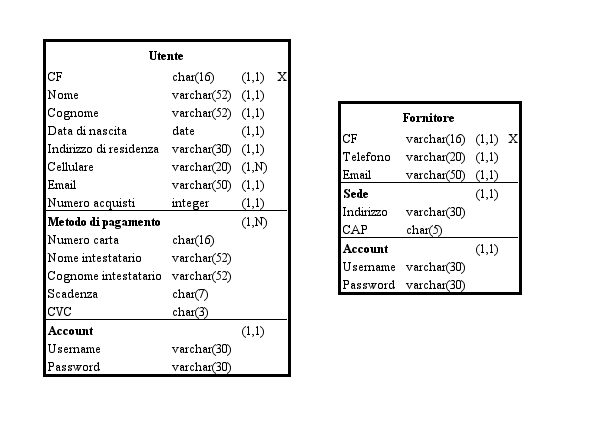 Utente
CF char(16) (1,1) X
Nome varchar(52) (1,1)
Cognome varchar(52) (1,1)
Data di nascita date (1,1)
Indirizzo di residenza varchar(30) (1,1)
Cellulare varchar(20) (1,N)
Email varchar(50) (1,1)
Numero acquisti integer (1,1)
Metodo di pagamento (1,N)
Numero carta char(16)
Nome intestatario varchar(52)
Cognome intestatario varchar(52)
Scadenza char(7)
CVC char(3)
Account (1,1)
Username varchar(30)
Password varchar(30)
Fornitore
CF varchar(16) (1,1) X
Telefono varchar(20) (1,1)
Email varchar(50) (1,1)
Sede (1,1)
Indirizzo varchar(30)
CAP char(5)
Account (1,1)
Username varchar(30)
Password varchar(30)